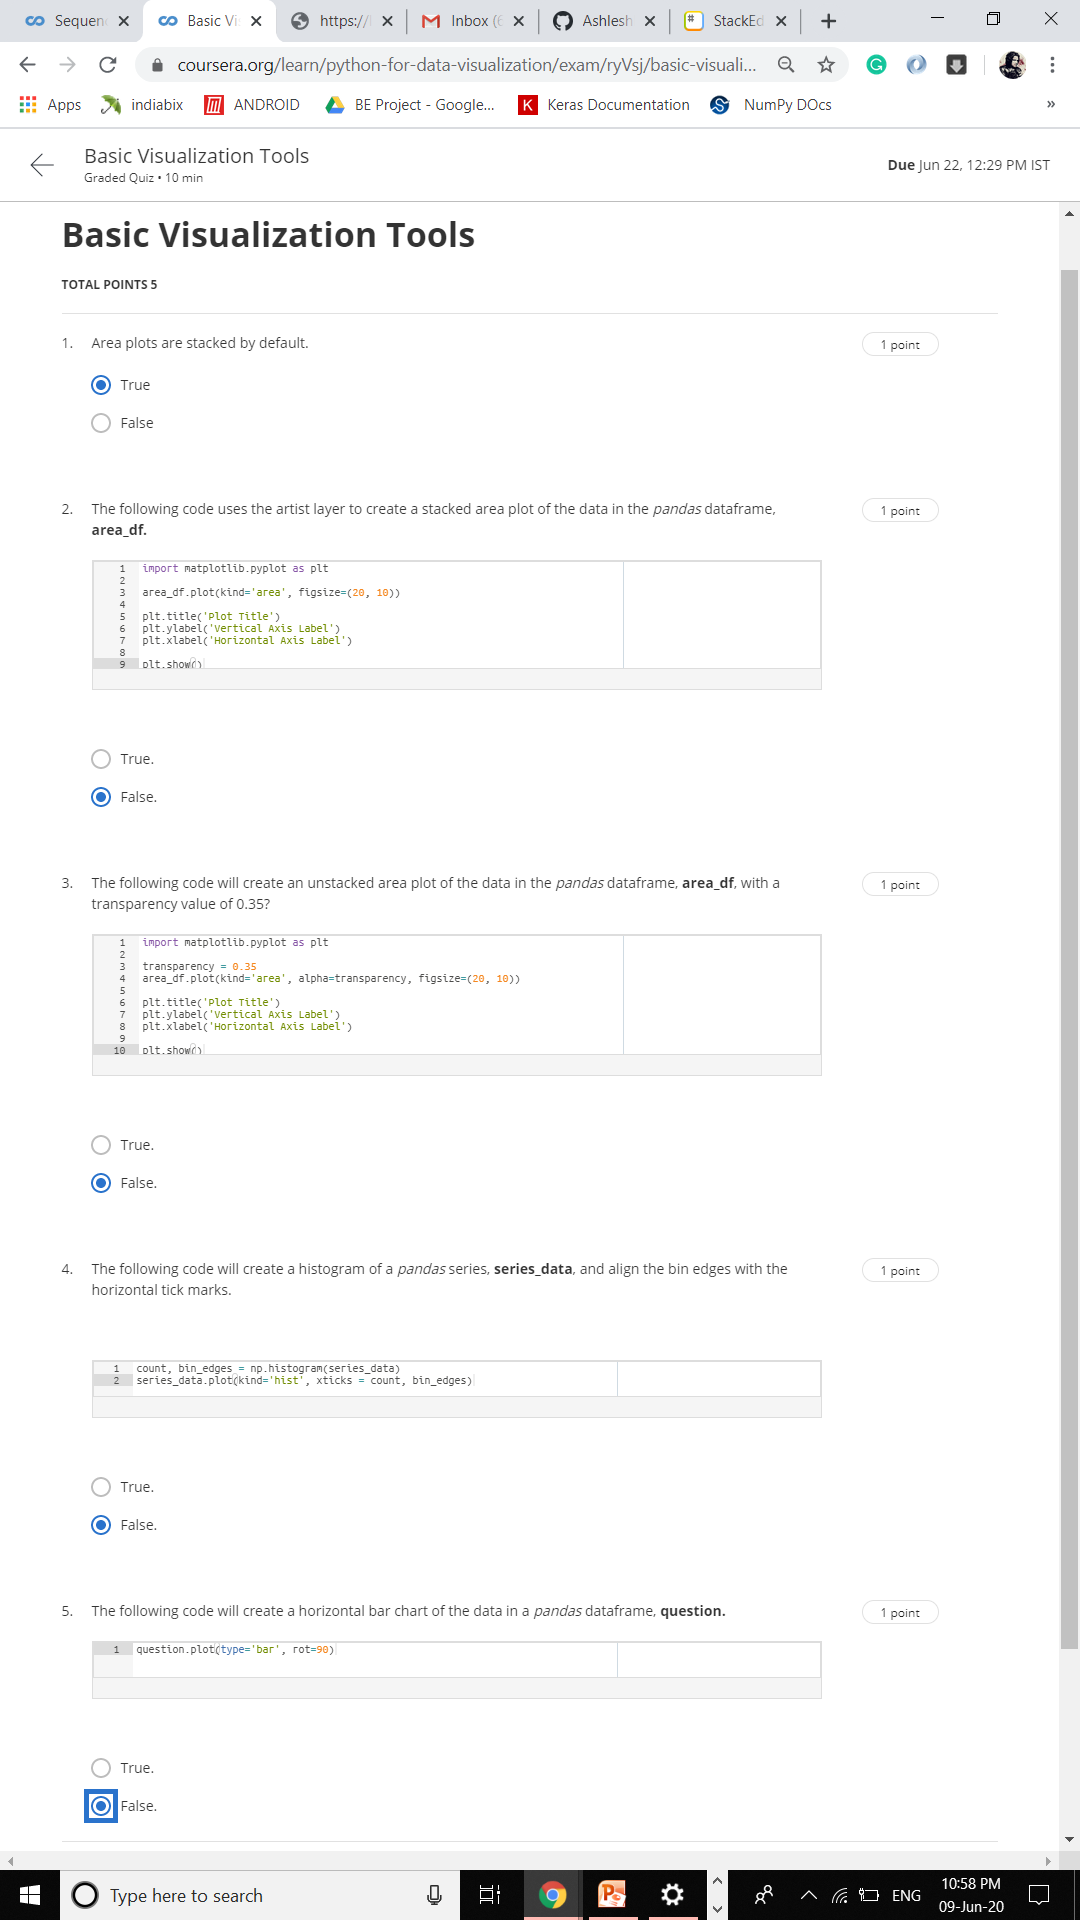 Sequen
Basic Vi
https://
Inbox (6
Ashlesh
StackEd
coursera.org/learn/python-for-data-visualization/exam/ryVsj/basic-visuali...
Apps indiabix ANDROID BE Project - Google... K Keras Documentation NumPy DOcs »
Basic Visualization Tools
Graded Quiz • 10 min
Due Jun 22, 12:29 PM IST
Basic Visualization Tools
TOTAL POINTS 5
1. Area plots are stacked by default.
1 point
True
False
2. The following code uses the artist layer to create a stacked area plot of the data in the pandas dataframe,
area_df.
1 point
1 import matplotlib.pyplot as plt
2
3 area_df.plot(kind='area', figsize=(20, 10))
4
5 plt.title('Plot Title')
6 plt.ylabel('Vertical Axis Label')
7 plt.xlabel('Horizontal Axis Label')
8
9 plt.show()
True.
False.
3. The following code will create an unstacked area plot of the data in the pandas dataframe, area_df, with a
transparency value of 0.35?
1 point
1 import matplotlib.pyplot as plt
2
3 transparency = 0.35
4 area_df.plot(kind='area', alpha=transparency, figsize=(20, 10))
5
6 plt.title('Plot Title')
7 plt.ylabel('Vertical Axis Label')
8 plt.xlabel('Horizontal Axis Label')
9
10 plt.show()
True.
False.
4. The following code will create a histogram of a pandas series, series_data, and align the bin edges with the
horizontal tick marks.
1 point
1 count, bin_edges = np.histogram(series_data)
2 series_data.plot(kind='hist', xticks = count, bin_edges)
True.
False.
5. The following code will create a horizontal bar chart of the data in a pandas dataframe, question.
1 point
1 question.plot(type='bar', rot=90)
True.
False.
Type here to search
ENG
10:58 PM
09-Jun-20